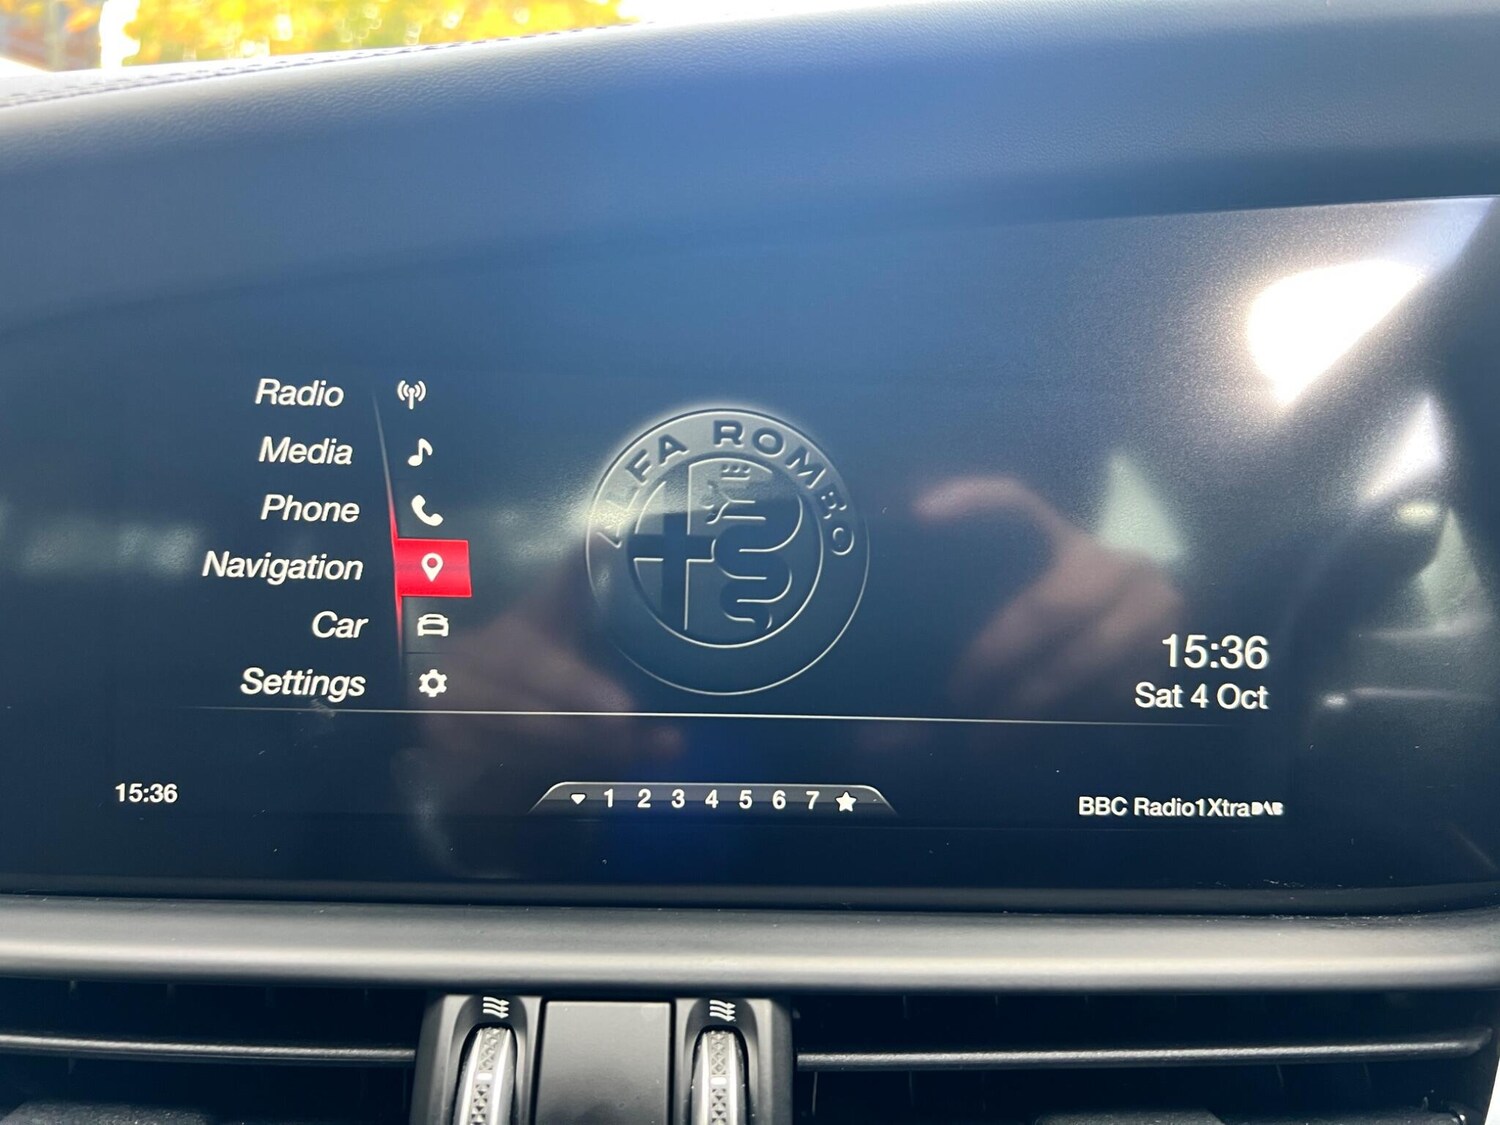 Radio
Media
Phone
Navigation
Car
Settings
ALFA ROMEO
15:36
Sat 4 Oct
15:36
1 2 3 4 5 6 7
BBC Radio1XtraDAB